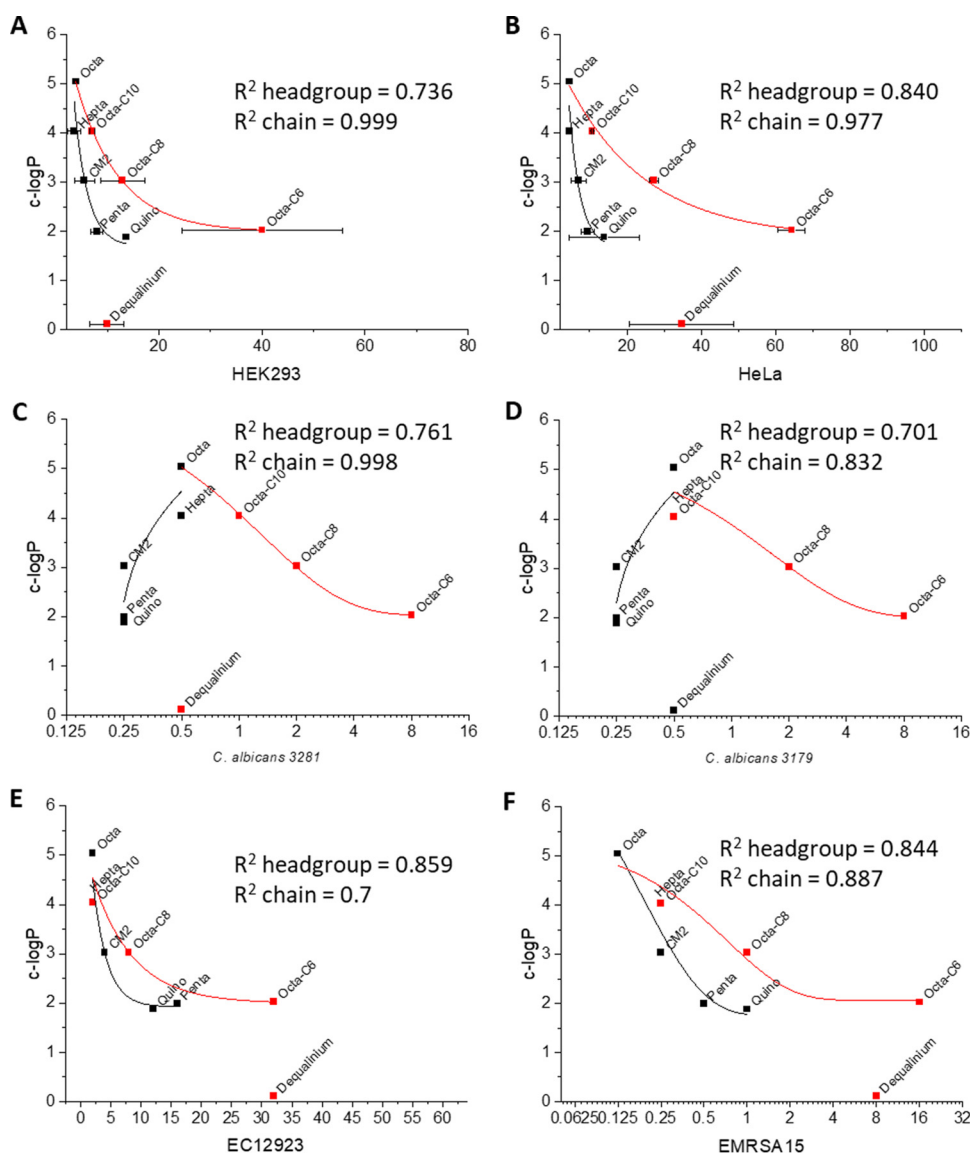 A
R² headgroup = 0.736
R² chain = 0.999
c-logP
6
5
4
3
2
1
0
Octa
Octa-C10
Hepta
CM2
Octa-C8
Penta
Quino
Octa-C6
Dequalinium
20
40
60
80
HEK293
B
R² headgroup = 0.840
R² chain = 0.977
c-logP
6
5
4
3
2
1
0
Octa
Octa-C10
Hepta
CM2
Octa-C8
Penta
Quino
Octa-C6
Dequalinium
20
40
60
80
100
HeLa
C
R² headgroup = 0.761
R² chain = 0.998
c-logP
6
5
4
3
2
1
0
Octa
Hepta
Octa-C10
CM2
Octa-C8
Penta
Quino
Octa-C6
Dequalinium
0.125
0.25
0.5
1
2
4
8
16
C. albicans 3281
D
R² headgroup = 0.701
R² chain = 0.832
c-logP
6
5
4
3
2
1
0
Octa
Hepta
Octa-C10
CM2
Octa-C8
Penta
Quino
Octa-C6
Dequalinium
0.125
0.25
0.5
1
2
4
8
16
C. albicans 3179
E
R² headgroup = 0.859
R² chain = 0.7
c-logP
6
5
4
3
2
1
0
Octa
Hepta
Octa-C10
CM2
Octa-C8
Quino
Penta
Octa-C6
Dequalinium
0
5
10
15
20
25
30
35
40
45
50
55
60
EC12923
F
R² headgroup = 0.844
R² chain = 0.887
c-logP
6
5
4
3
2
1
0
Octa
Hepta
Octa-C10
CM2
Octa-C8
Penta
Quino
Octa-C6
Dequalinium
0.0625
0.125
0.25
0.5
1
2
4
8
16
32
EMRSA15